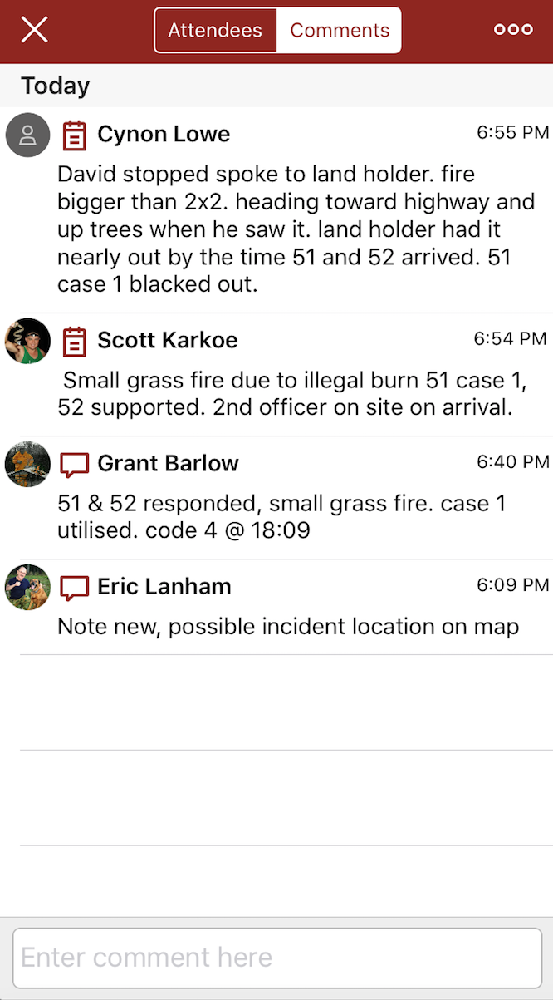 Attendees Comments
Today
Cynon Lowe 6:55 PM
David stopped spoke to land holder. fire
bigger than 2x2. heading toward highway and
up trees when he saw it. land holder had it
nearly out by the time 51 and 52 arrived. 51
case 1 blacked out.
Scott Karkoe 6:54 PM
Small grass fire due to illegal burn 51 case 1,
52 supported. 2nd officer on site on arrival.
Grant Barlow 6:40 PM
51 & 52 responded, small grass fire. case 1
utilised. code 4 @ 18:09
Eric Lanham 6:09 PM
Note new, possible incident location on map
Enter comment here